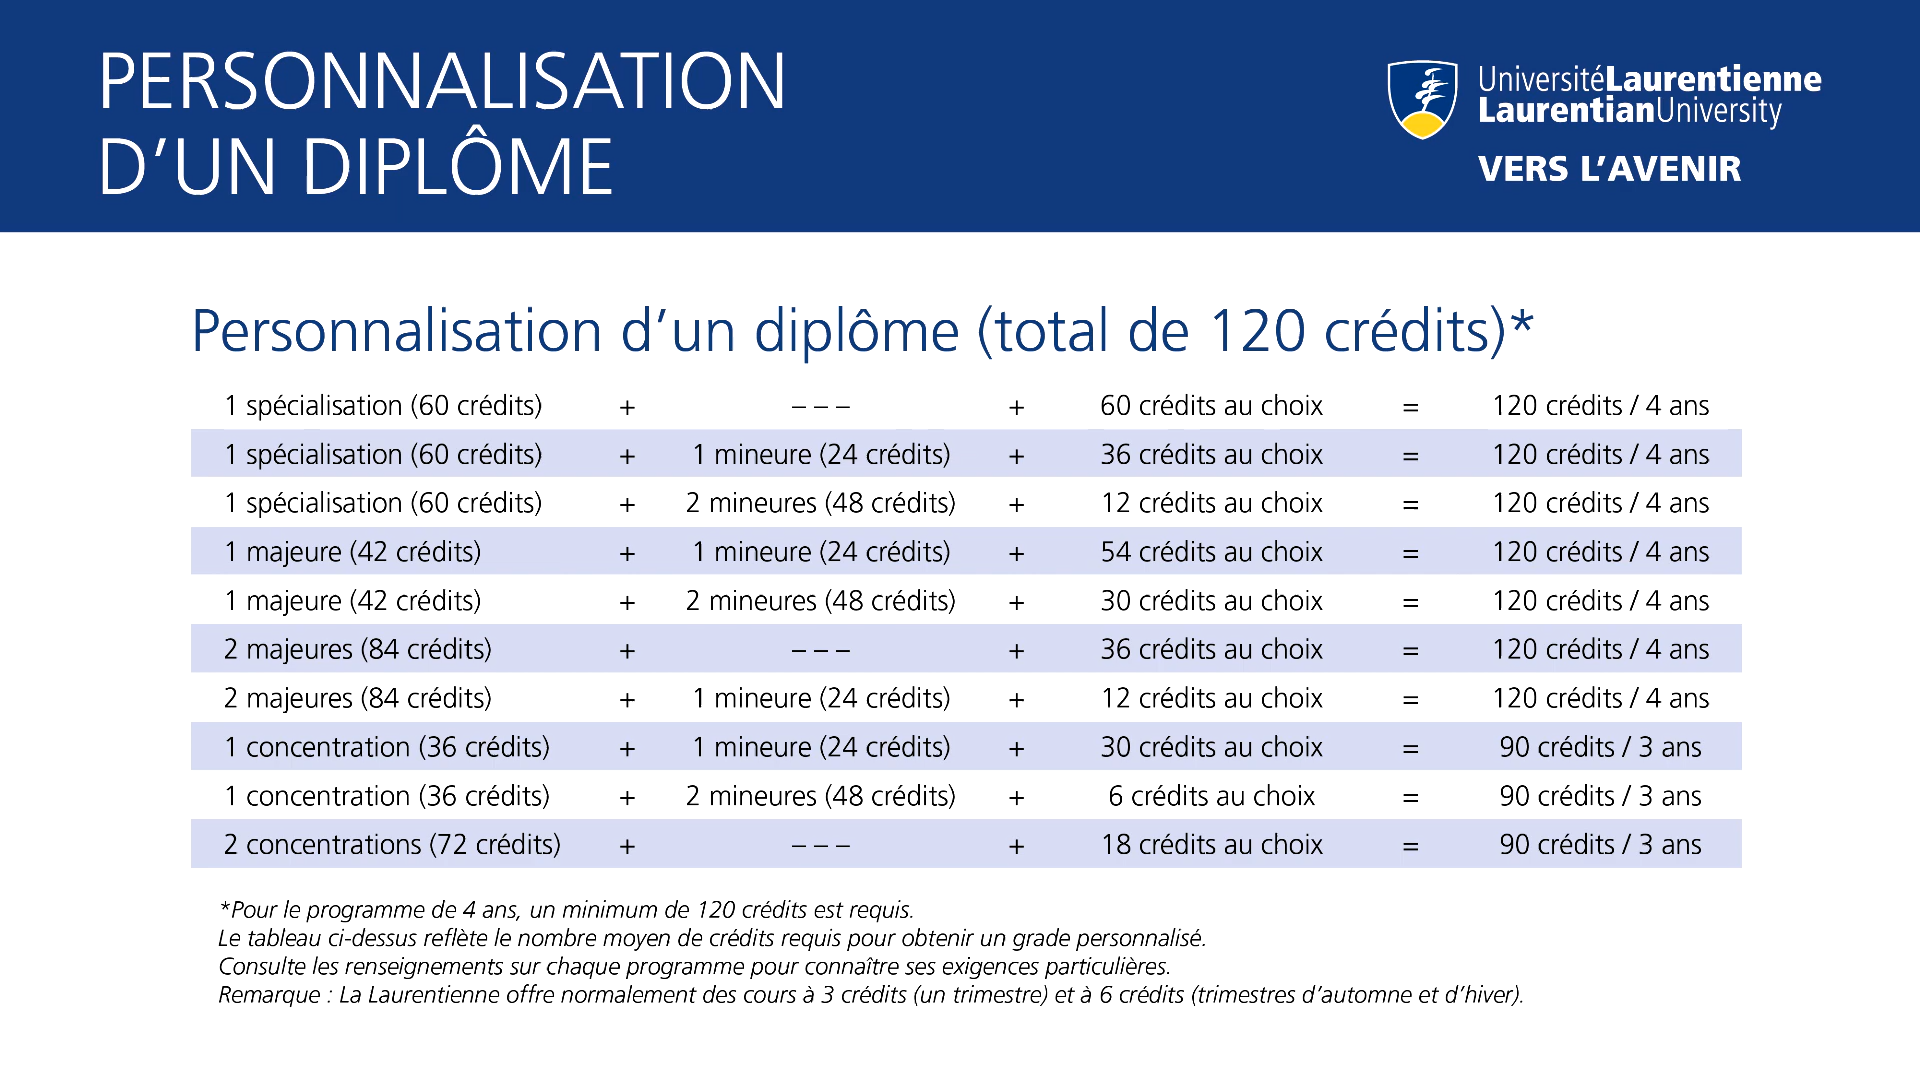 PERSONNALISATION
D’UN DIPLÔME
UniversitéLaurentienne
LaurentianUniversity
VERS L’AVENIR
Personnalisation d’un diplôme (total de 120 crédits)*
1 spécialisation (60 crédits) + – – – + 60 crédits au choix = 120 crédits / 4 ans
1 spécialisation (60 crédits) + 1 mineure (24 crédits) + 36 crédits au choix = 120 crédits / 4 ans
1 spécialisation (60 crédits) + 2 mineures (48 crédits) + 12 crédits au choix = 120 crédits / 4 ans
1 majeure (42 crédits) + 1 mineure (24 crédits) + 54 crédits au choix = 120 crédits / 4 ans
1 majeure (42 crédits) + 2 mineures (48 crédits) + 30 crédits au choix = 120 crédits / 4 ans
2 majeures (84 crédits) + – – – + 36 crédits au choix = 120 crédits / 4 ans
2 majeures (84 crédits) + 1 mineure (24 crédits) + 12 crédits au choix = 120 crédits / 4 ans
1 concentration (36 crédits) + 1 mineure (24 crédits) + 30 crédits au choix = 90 crédits / 3 ans
1 concentration (36 crédits) + 2 mineures (48 crédits) + 6 crédits au choix = 90 crédits / 3 ans
2 concentrations (72 crédits) + – – – + 18 crédits au choix = 90 crédits / 3 ans
*Pour le programme de 4 ans, un minimum de 120 crédits est requis.
Le tableau ci-dessus reflète le nombre moyen de crédits requis pour obtenir un grade personnalisé.
Consulte les renseignements sur chaque programme pour connaître ses exigences particulières.
Remarque : La Laurentienne offre normalement des cours à 3 crédits (un trimestre) et à 6 crédits (trimestres d’automne et d’hiver).